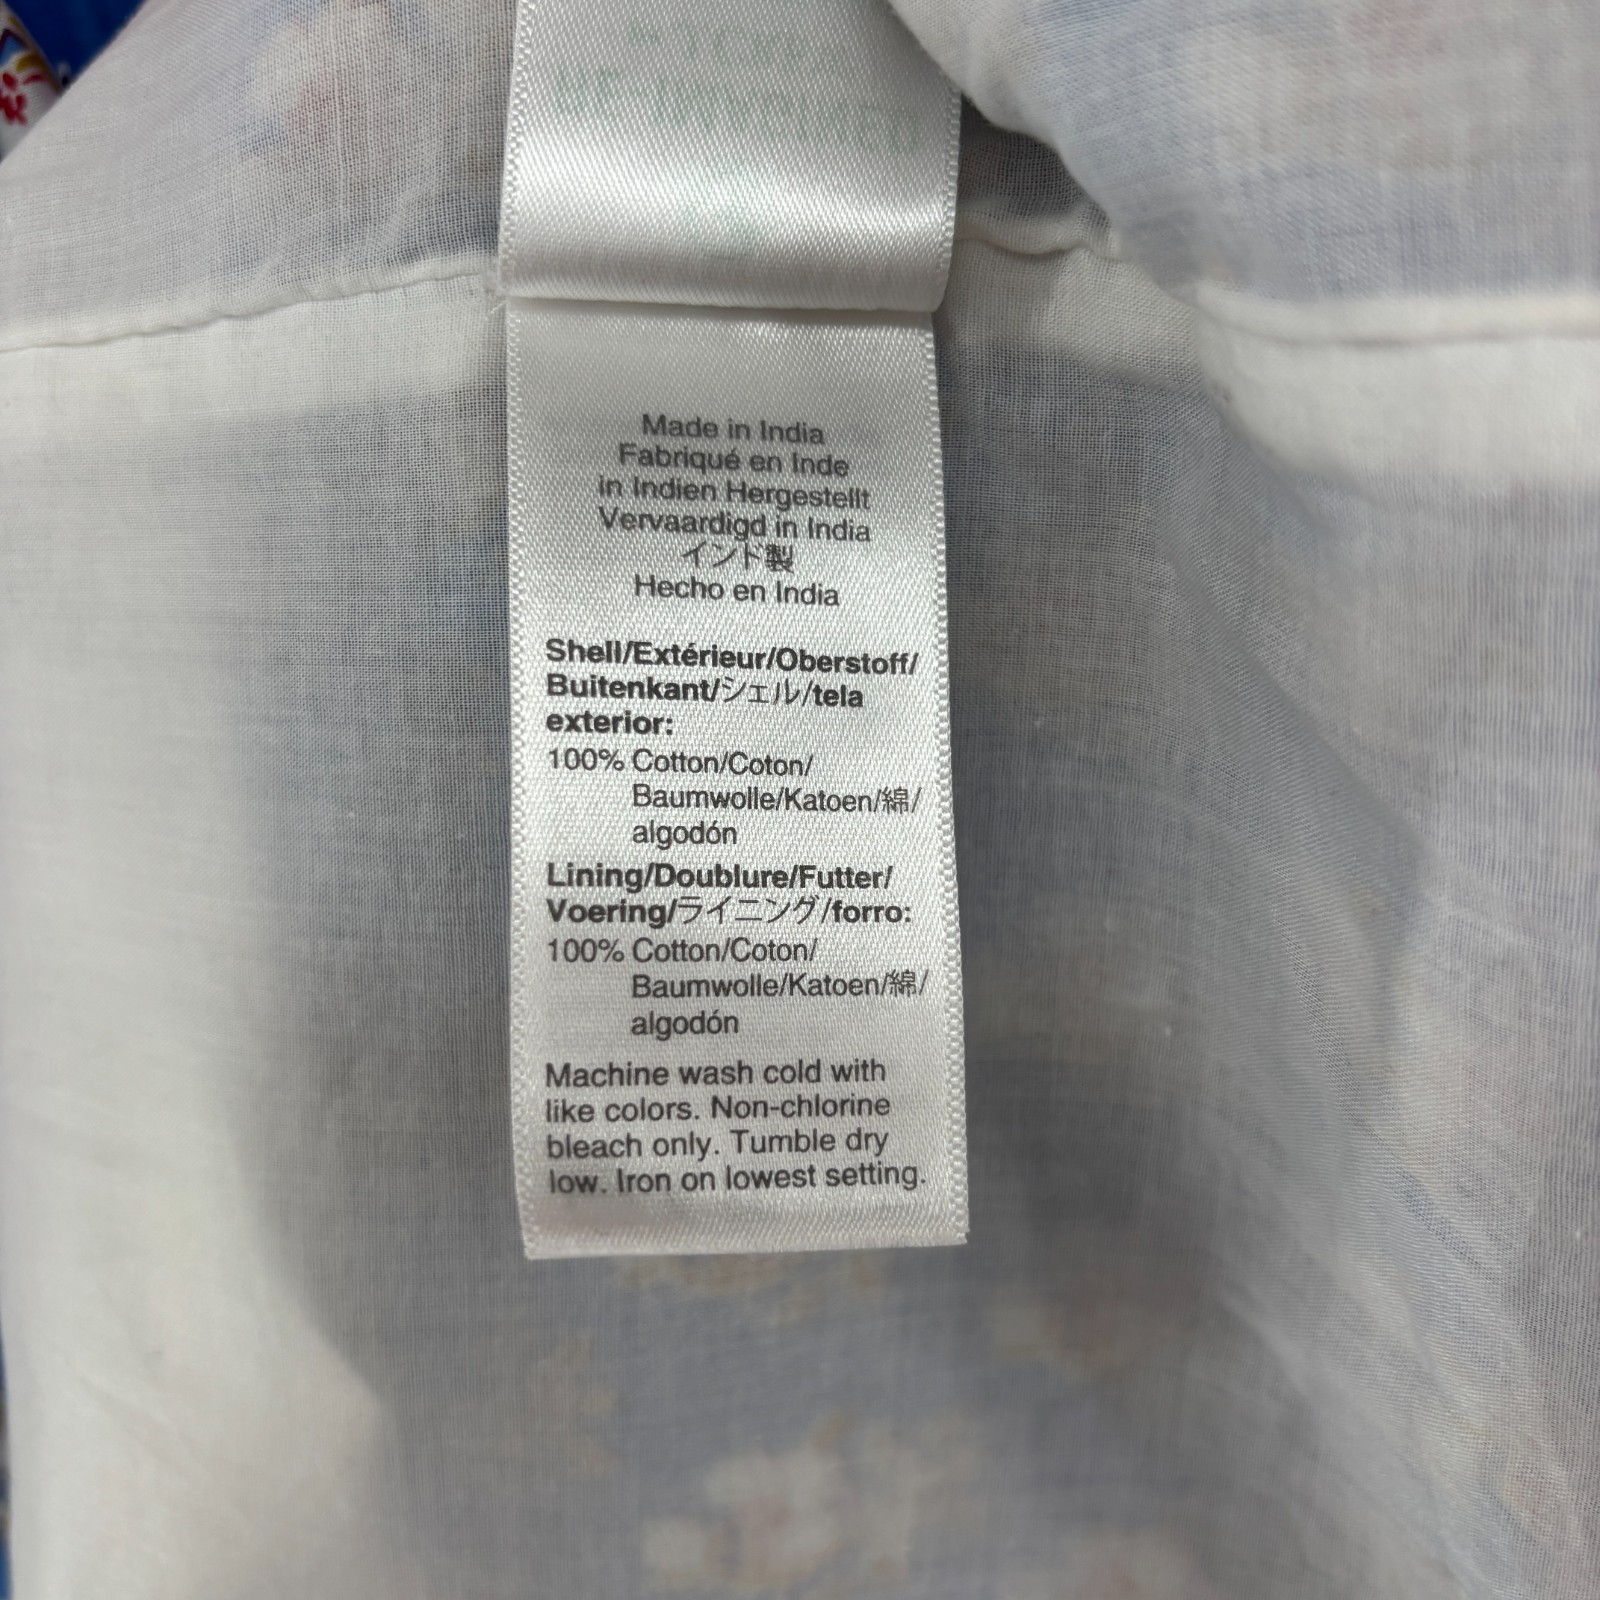 Made in India
Fabriqué en Inde
in Indien Hergestellt
Vervaardigd in India
インド製
Hecho en India
Shell/Extérieur/Oberstoff/
Buitenkant/シェル/tela
exterior:
100% Cotton/Coton/
Baumwolle/Katoen/綿/
algodón
Lining/Doublure/Futter/
Voering/ライニング/forro:
100% Cotton/Coton/
Baumwolle/Katoen/綿/
algodón
Machine wash cold with
like colors. Non-chlorine
bleach only. Tumble dry
low. Iron on lowest setting.